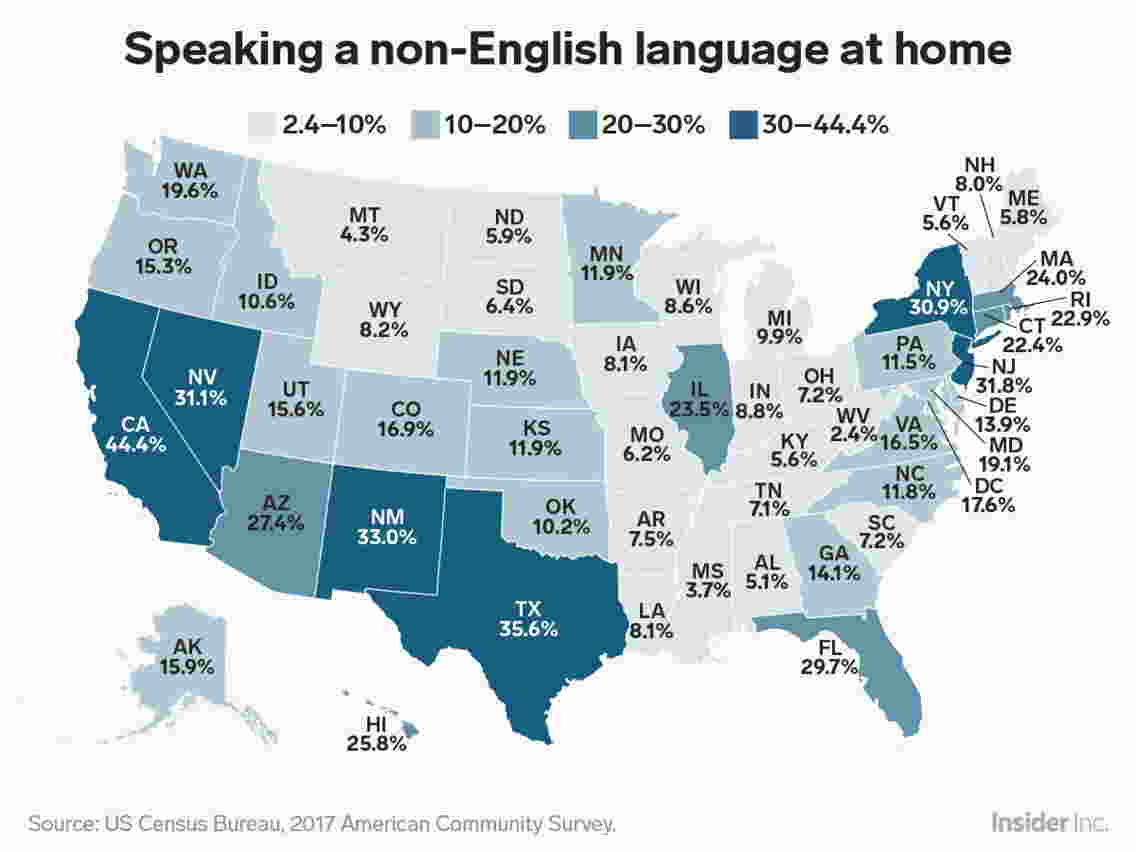 Speaking a non-English language at home
2.4–10% 10–20% 20–30% 30–44.4%
WA
19.6%
OR
15.3%
CA
44.4%
NV
31.1%
ID
10.6%
MT
4.3%
WY
8.2%
UT
15.6%
CO
16.9%
AZ
27.4%
NM
33.0%
ND
5.9%
SD
6.4%
NE
11.9%
KS
11.9%
OK
10.2%
TX
35.6%
MN
11.9%
IA
8.1%
MO
6.2%
AR
7.5%
LA
8.1%
WI
8.6%
IL
23.5%
MI
9.9%
IN
8.8%
OH
7.2%
KY
5.6%
WV
2.4%
TN
7.1%
MS
3.7%
AL
5.1%
GA
14.1%
FL
29.7%
SC
7.2%
NC
11.8%
VA
16.5%
PA
11.5%
NY
30.9%
VT
5.6%
NH
8.0%
ME
5.8%
MA
24.0%
RI
22.9%
CT
22.4%
NJ
31.8%
DE
13.9%
MD
19.1%
DC
17.6%
AK
15.9%
HI
25.8%
Source: US Census Bureau, 2017 American Community Survey.
Insider Inc.